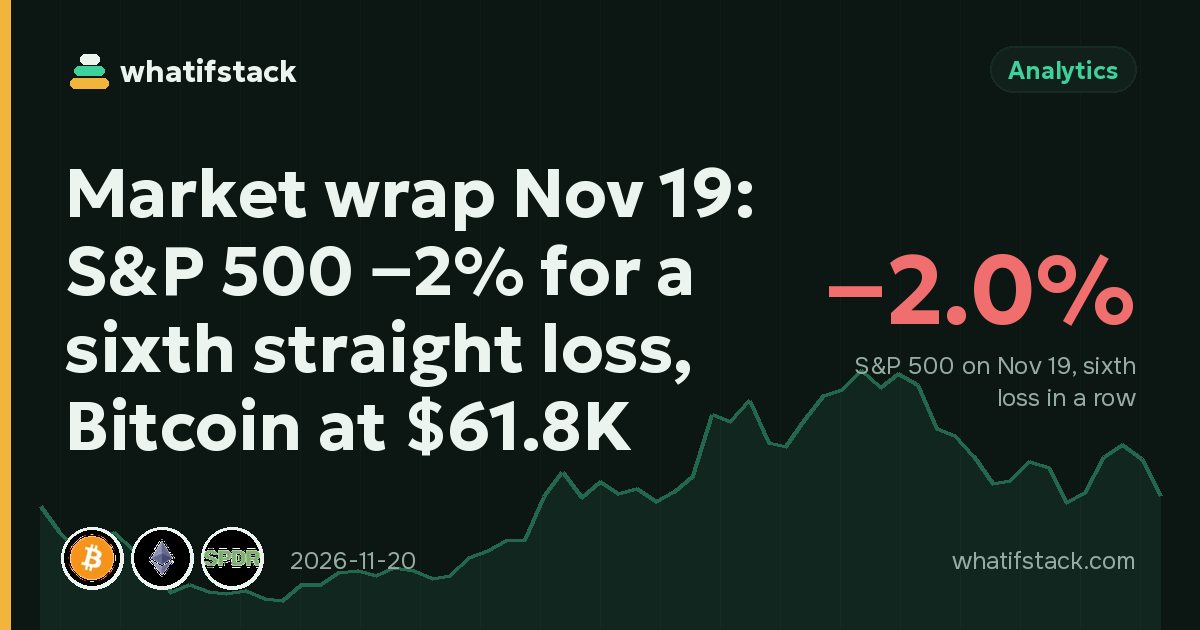 whatifstack
Analytics
Market wrap Nov 19:
S&P 500 −2% for a
sixth straight loss,
Bitcoin at $61.8K
−2.0%
S&P 500 on Nov 19, sixth
loss in a row
SPDR
2026-11-20
whatifstack.com